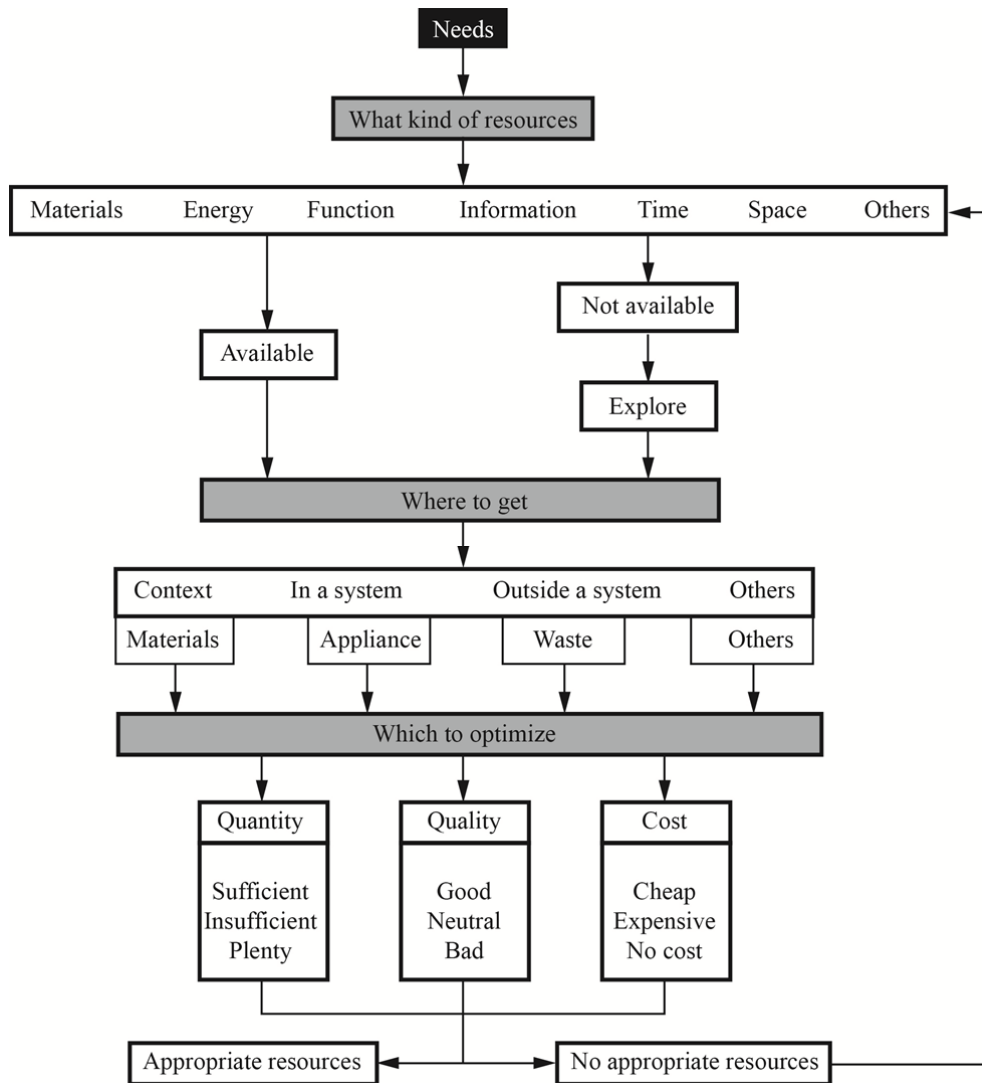 Needs
What kind of resources
Materials Energy Function Information Time Space Others
Not available
Available
Explore
Where to get
Context In a system Outside a system Others
Materials Appliance Waste Others
Which to optimize
Quantity Quality Cost
Sufficient Good Cheap
Insufficient Neutral Expensive
Plenty Bad No cost
Appropriate resources No appropriate resources